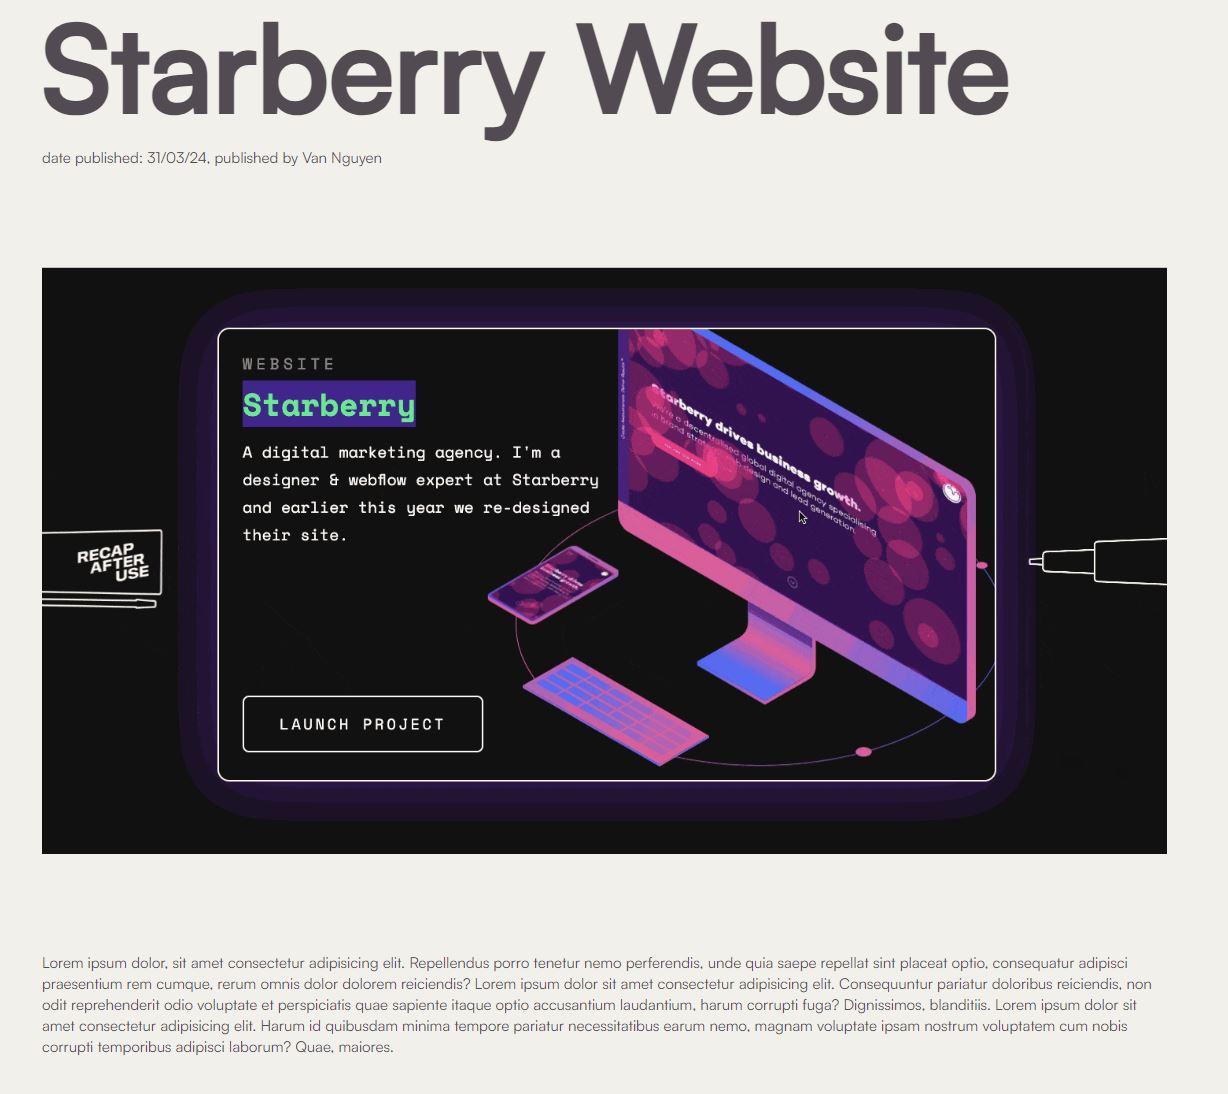 Starberry Website
date published: 31/03/24, published by Van Nguyen
WEBSITE
Starberry
A digital marketing agency. I'm a
designer & webflow expert at Starberry
and earlier this year we re-designed
their site.
LAUNCH PROJECT
RECAP
AFTER
USE
Starberry drives business growth.
We're a decentralised global digital agency specialising
in brand strategy, web design and lead generation.
Lorem ipsum dolor, sit amet consectetur adipisicing elit. Repellendus porro tenetur nemo perferendis, unde quia saepe repellat sint placeat optio, consequatur adipisci
praesentium rem cumque, rerum omnis dolor dolorem reiciendis? Lorem ipsum dolor sit amet consectetur adipisicing elit. Consequuntur pariatur doloribus reiciendis, non
odit reprehenderit odio voluptate et perspiciatis quae sapiente itaque optio accusantium laudantium, harum corrupti fuga? Dignissimos, blanditiis. Lorem ipsum dolor sit
amet consectetur adipisicing elit. Harum id quibusdam minima tempore pariatur necessitatibus earum nemo, magnam voluptate ipsam nostrum voluptatem cum nobis
corrupti temporibus adipisci laborum? Quae, maiores.